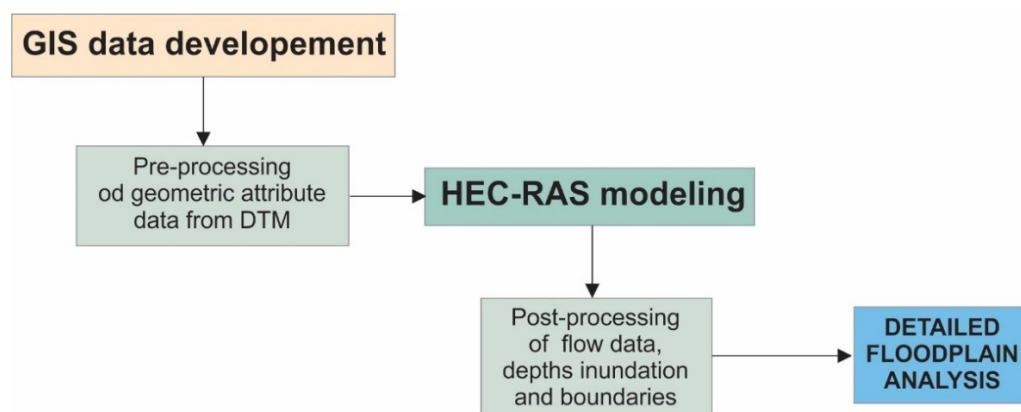 GIS data developement
Pre-processing
od geometric attribute
data from DTM
HEC-RAS modeling
Post-processing
of flow data,
depths inundation
and boundaries
DETAILED
FLOODPLAIN
ANALYSIS